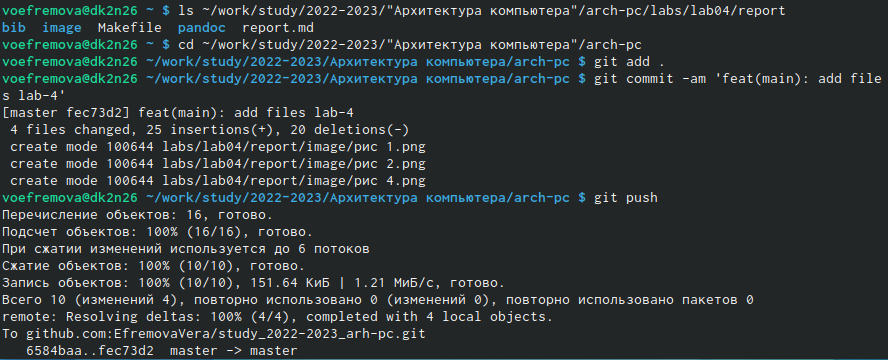 voefremova@dk2n26 ~ $ ls ~/work/study/2022-2023/"Архитектура компьютера"/arch-pc/labs/lab04/report
bib  image  Makefile  pandoc  report.md
voefremova@dk2n26 ~ $ cd ~/work/study/2022-2023/"Архитектура компьютера"/arch-pc
voefremova@dk2n26 ~/work/study/2022-2023/Архитектура компьютера/arch-pc $ git add .
voefremova@dk2n26 ~/work/study/2022-2023/Архитектура компьютера/arch-pc $ git commit -am 'feat(main): add file
s lab-4'
[master fec73d2] feat(main): add files lab-4
 4 files changed, 25 insertions(+), 20 deletions(-)
 create mode 100644 labs/lab04/report/image/рис 1.png
 create mode 100644 labs/lab04/report/image/рис 2.png
 create mode 100644 labs/lab04/report/image/рис 4.png
voefremova@dk2n26 ~/work/study/2022-2023/Архитектура компьютера/arch-pc $ git push
Перечисление объектов: 16, готово.
Подсчет объектов: 100% (16/16), готово.
При сжатии изменений используется до 6 потоков
Сжатие объектов: 100% (10/10), готово.
Запись объектов: 100% (10/10), 151.64 КиБ | 1.21 МиБ/с, готово.
Всего 10 (изменений 4), повторно использовано 0 (изменений 0), повторно использовано пакетов 0
remote: Resolving deltas: 100% (4/4), completed with 4 local objects.
To github.com:EfremovaVera/study_2022-2023_arh-pc.git
   6584baa..fec73d2  master -> master